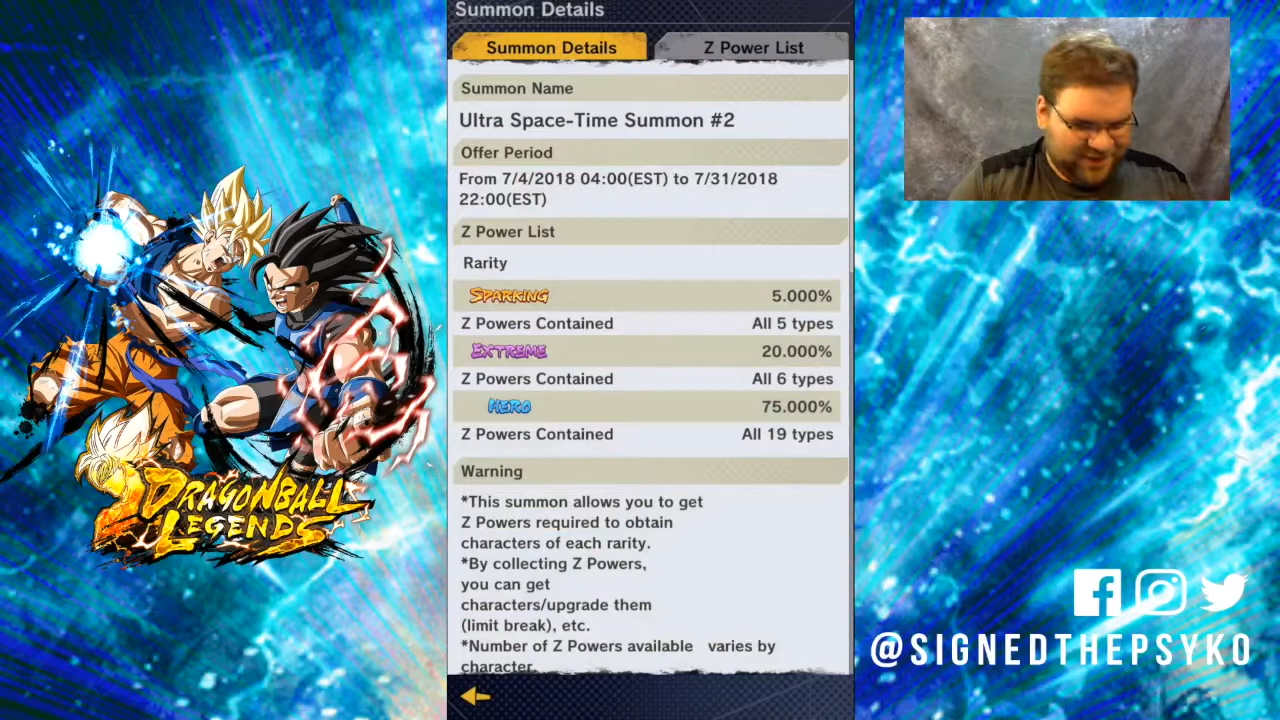 Summon Details
Summon Details
Z Power List
Summon Name
Ultra Space-Time Summon #2
Offer Period
From 7/4/2018 04:00(EST) to 7/31/2018
22:00(EST)
Z Power List
Rarity
SPARKING 5.000%
Z Powers Contained All 5 types
EXTREME 20.000%
Z Powers Contained All 6 types
HERO 75.000%
Z Powers Contained All 19 types
Warning
*This summon allows you to get
Z Powers required to obtain
characters of each rarity.
*By collecting Z Powers,
you can get
characters/upgrade them
(limit break), etc.
*Number of Z Powers available varies by
character.
DRAGONBALL
LEGENDS
@SIGNEDTHEPSYKO